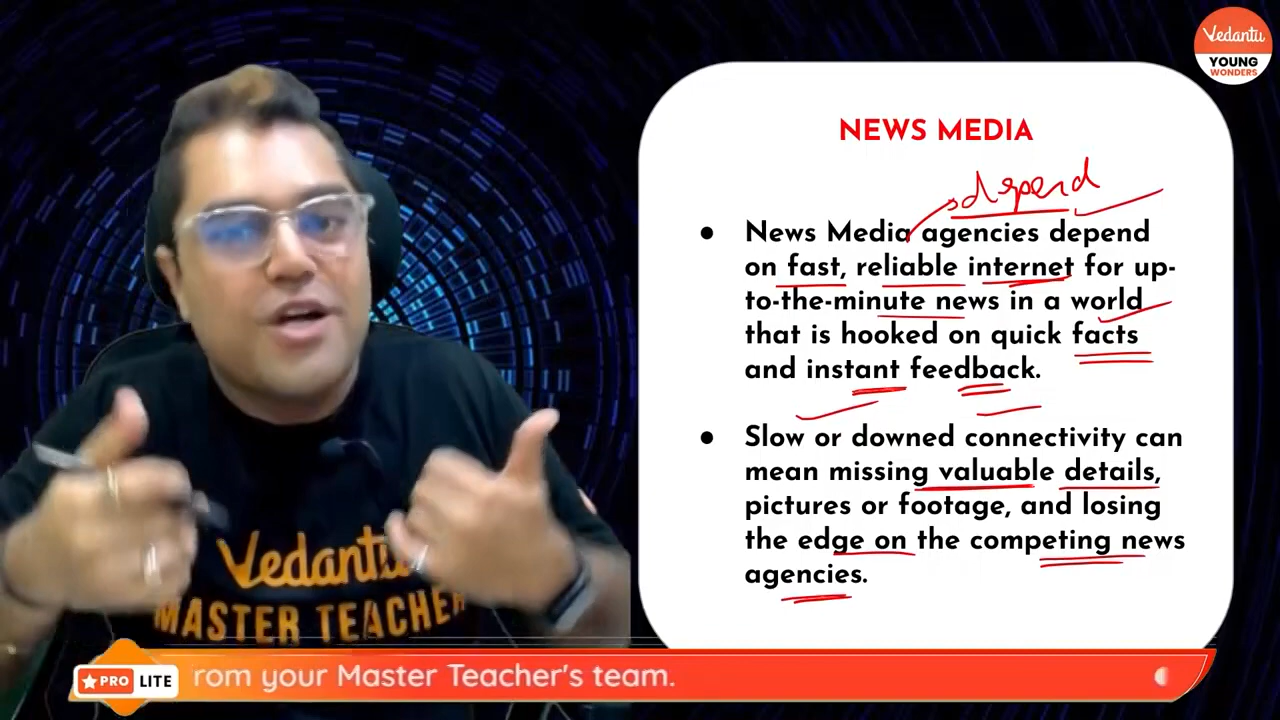 Vedantu
YOUNG
WONDERS
NEWS MEDIA
depend
● News Media agencies depend
on fast, reliable internet for up-
to-the-minute news in a world
that is hooked on quick facts
and instant feedback.
● Slow or downed connectivity can
mean missing valuable details,
pictures or footage, and losing
the edge on the competing news
agencies.
Vedantu
MASTER TEACHER
PRO LITE
rom your Master Teacher's team.